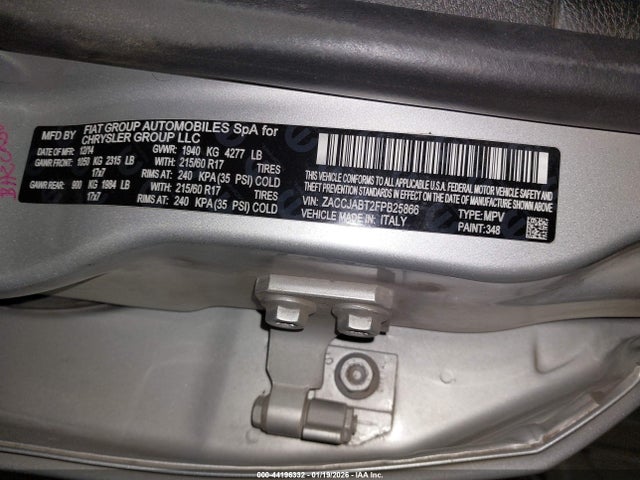 MFD BY FIAT GROUP AUTOMOBILES SpA for
CHRYSLER GROUP LLC
DATE OF MFR: 12/14 GVWR: 1940 KG 4277 LB
GAWR FRONT: 1050 KG 2315 LB WITH: 215/60 R17 TIRES
17x7 RIMS AT: 240 KPA(35 PSI) COLD
GAWR REAR: 900 KG 1984 LB WITH: 215/60 R17 TIRES
17x7 RIMS AT: 240 KPA(35 PSI) COLD
THIS VEHICLE CONFORMS TO ALL APPLICABLE
U.S.FEDERAL MOTOR VEHICLE SAFETY, BUMPER, AND
THEFT PREVENTION STANDARDS IN EFFECT ON THE
DATE OF MANUFACTURE SHOWN ABOVE
VIN: ZACCJABT2FPB25866 TYPE: MPV
VEHICLE MADE IN: ITALY PAINT: 348
000-44196332 - 01/19/2026 - IAA Inc.